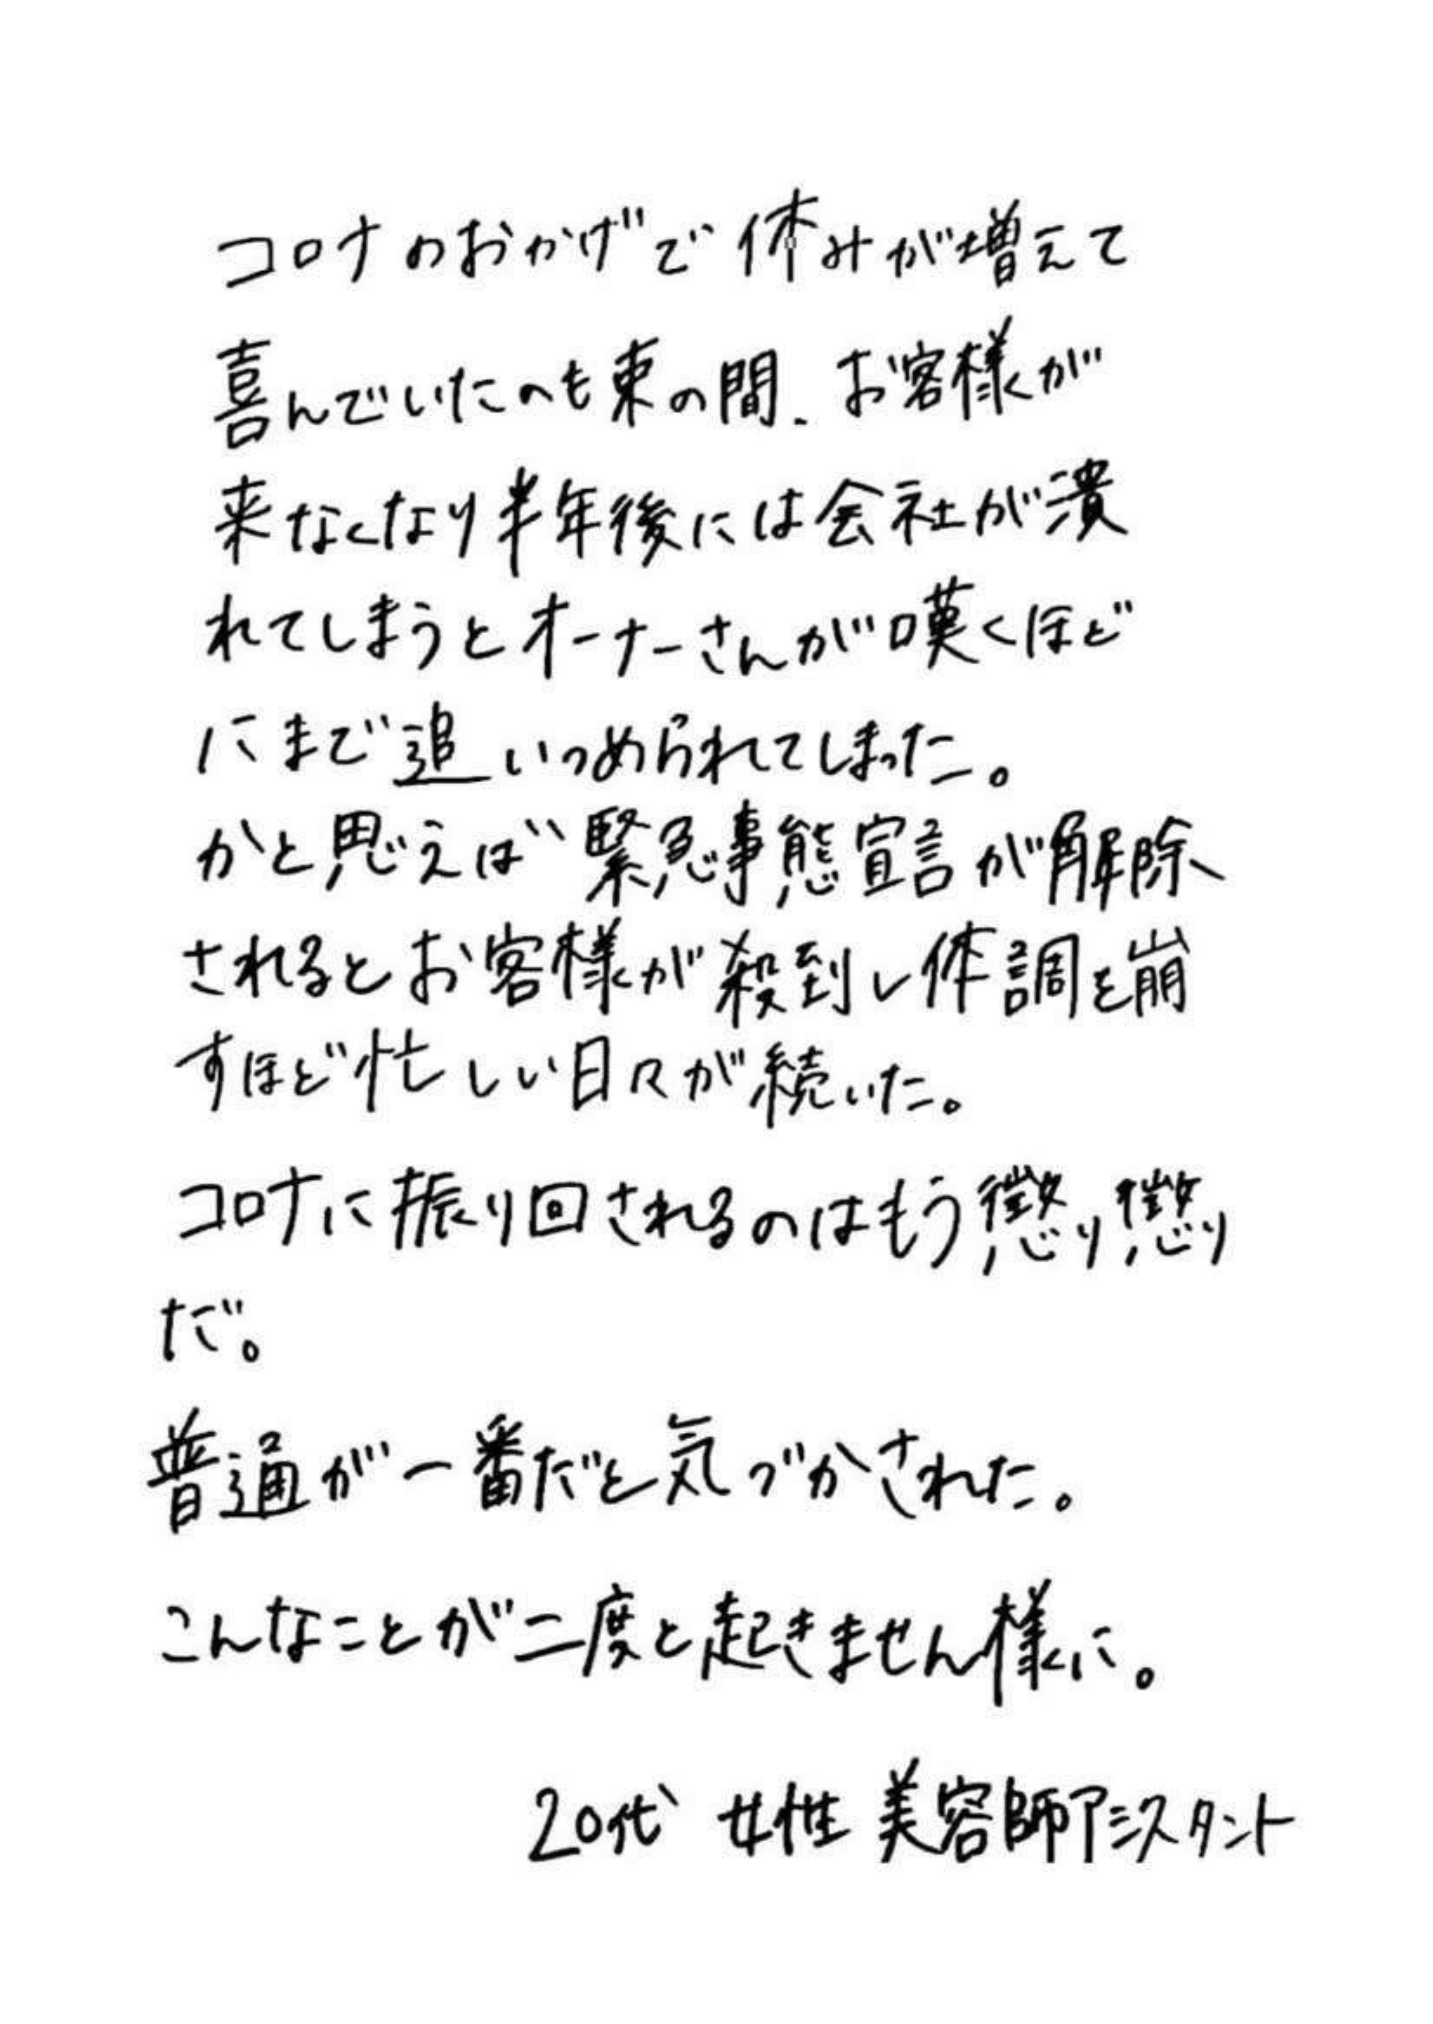 コロナのおかげで休みが増えて
喜んでいたのも束の間、お客様が
来なくなり半年後には会社が潰
れてしまうとオーナーさんが嘆くほど
にまで追いつめられてしまった。
かと思えば緊急事態宣言が解除
されるとお客様が殺到し体調を崩
すほど忙しい日々が続いた。
コロナに振り回されるのはもう懲り懲り
だ。
普通が一番だと気づかされた。
こんなことが二度と起きません様に。
20代 女性 美容師アシスタント